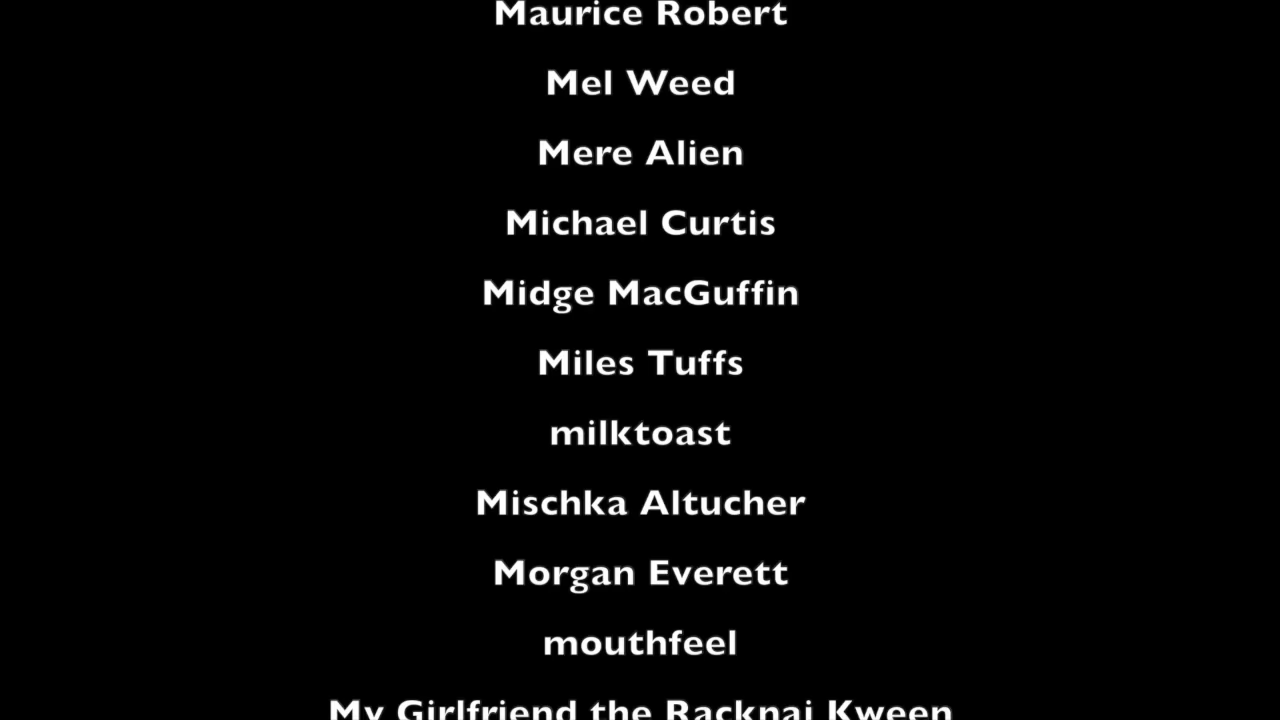 Maurice Robert
Mel Weed
Mere Alien
Michael Curtis
Midge MacGuffin
Miles Tuffs
milktoast
Mischka Altucher
Morgan Everett
mouthfeel
My Girlfriend the Racknai Kween